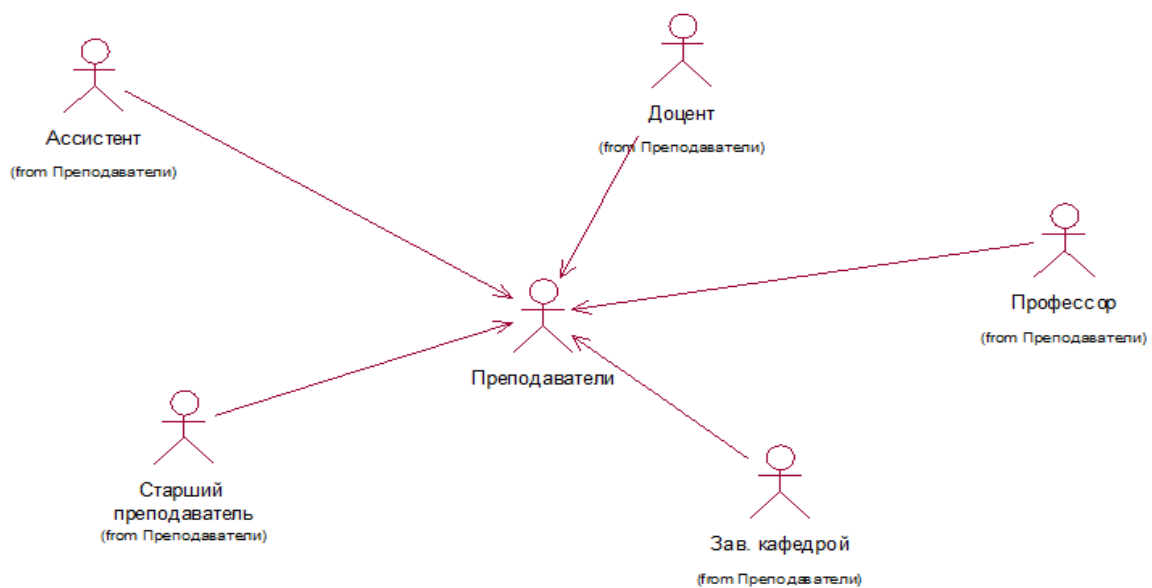 Доцент
(from Преподаватели)
Ассистент
(from Преподаватели)
Профессор
(from Преподаватели)
Преподаватели
Старший
преподаватель
(from Преподаватели)
Зав. кафедрой
(from Преподаватели)